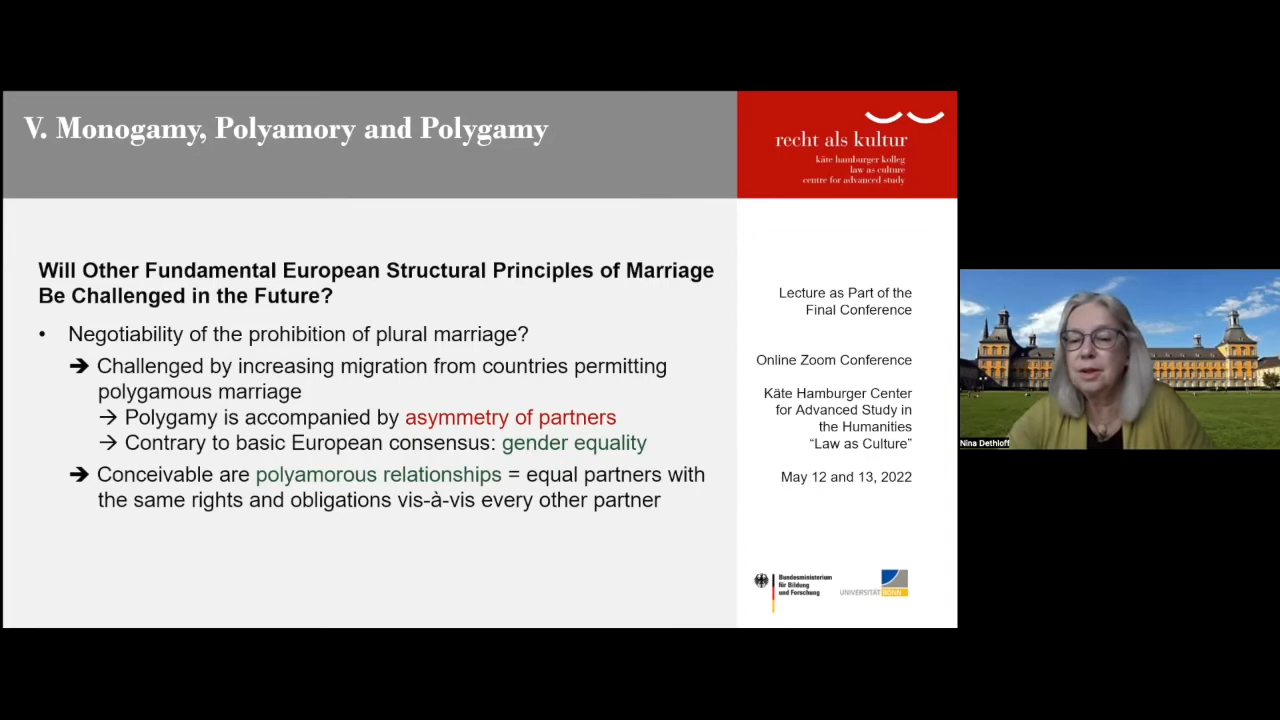 V. Monogamy, Polyamory and Polygamy
recht als kultur
käte hamburger kolleg
law as culture
centre for advanced study
Will Other Fundamental European Structural Principles of Marriage
Be Challenged in the Future?
• Negotiability of the prohibition of plural marriage?
➔ Challenged by increasing migration from countries permitting
polygamous marriage
→ Polygamy is accompanied by asymmetry of partners
→ Contrary to basic European consensus: gender equality
➔ Conceivable are polyamorous relationships = equal partners with
the same rights and obligations vis-à-vis every other partner
Lecture as Part of the
Final Conference
Online Zoom Conference
Käte Hamburger Center
for Advanced Study in
the Humanities
“Law as Culture”
May 12 and 13, 2022
Bundesministerium
für Bildung
und Forschung
UNIVERSITÄT BONN
Nina Dethloff